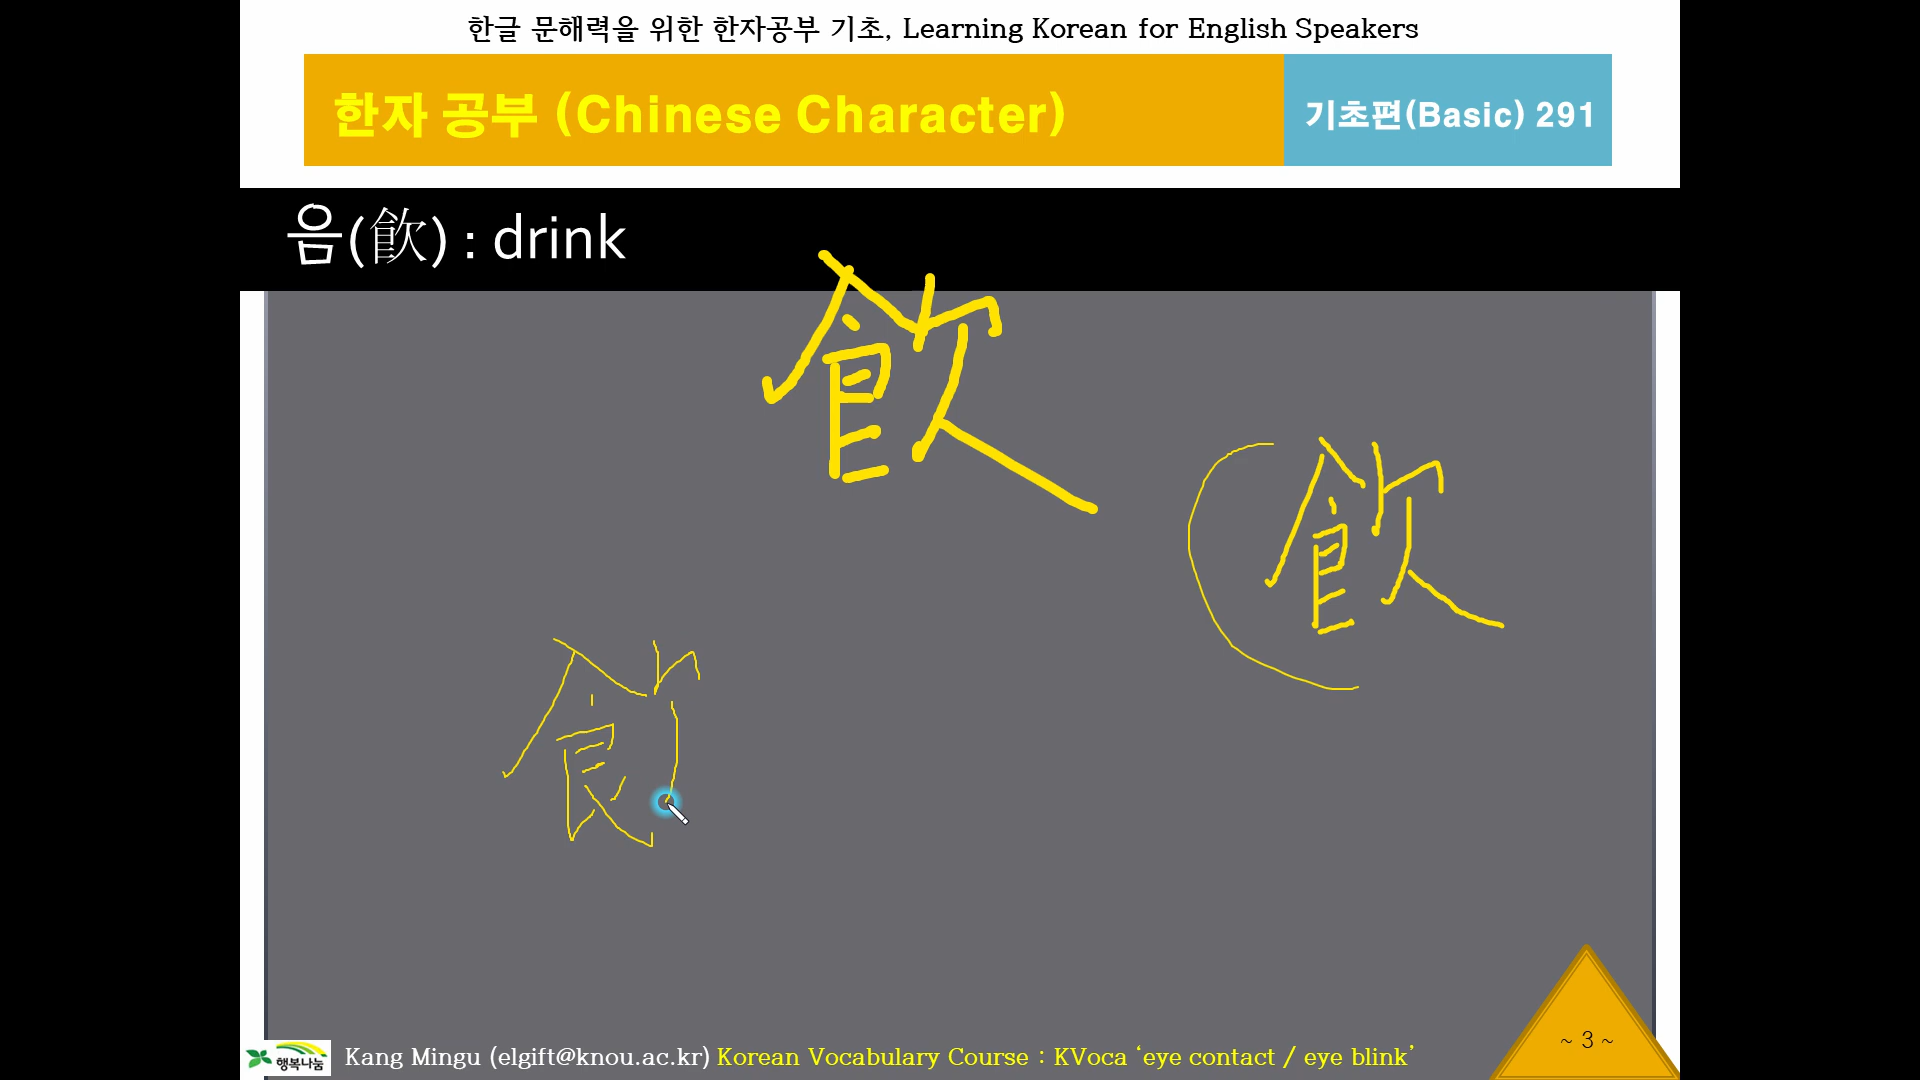 한글 문해력을 위한 한자공부 기초, Learning Korean for English Speakers
한자 공부 (Chinese Character)
기초편(Basic) 291
음(飮) : drink
飮
飮
飮
행복나눔
Kang Mingu (elgift@knou.ac.kr) Korean Vocabulary Course : KVoca ‘eye contact / eye blink’
~ 3 ~